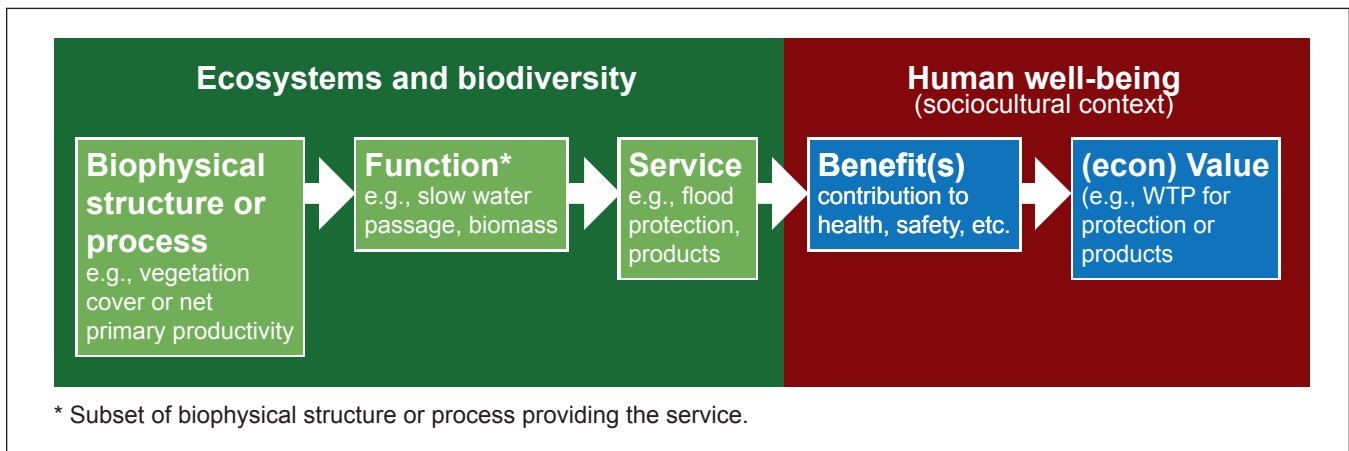 Ecosystems and biodiversity
Human well-being
(sociocultural context)
Biophysical
structure or
process
e.g., vegetation
cover or net
primary productivity
Function*
e.g., slow water
passage, biomass
Service
e.g., flood
protection,
products
Benefit(s)
contribution to
health, safety, etc.
(econ) Value
(e.g., WTP for
protection or
products
* Subset of biophysical structure or process providing the service.